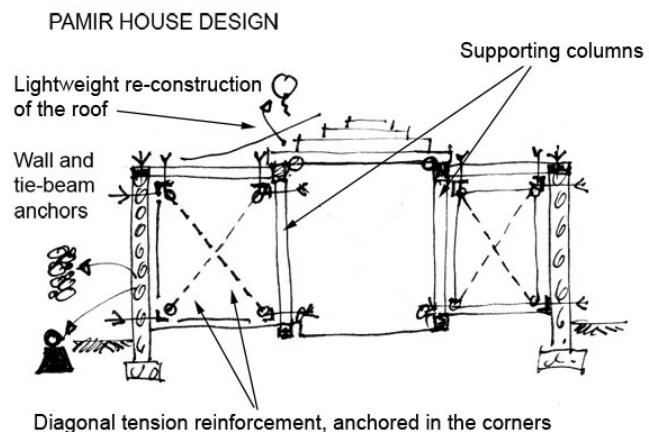 PAMIR HOUSE DESIGN
Supporting columns
Lightweight re-construction
of the roof
Wall and
tie-beam
anchors
Diagonal tension reinforcement, anchored in the corners